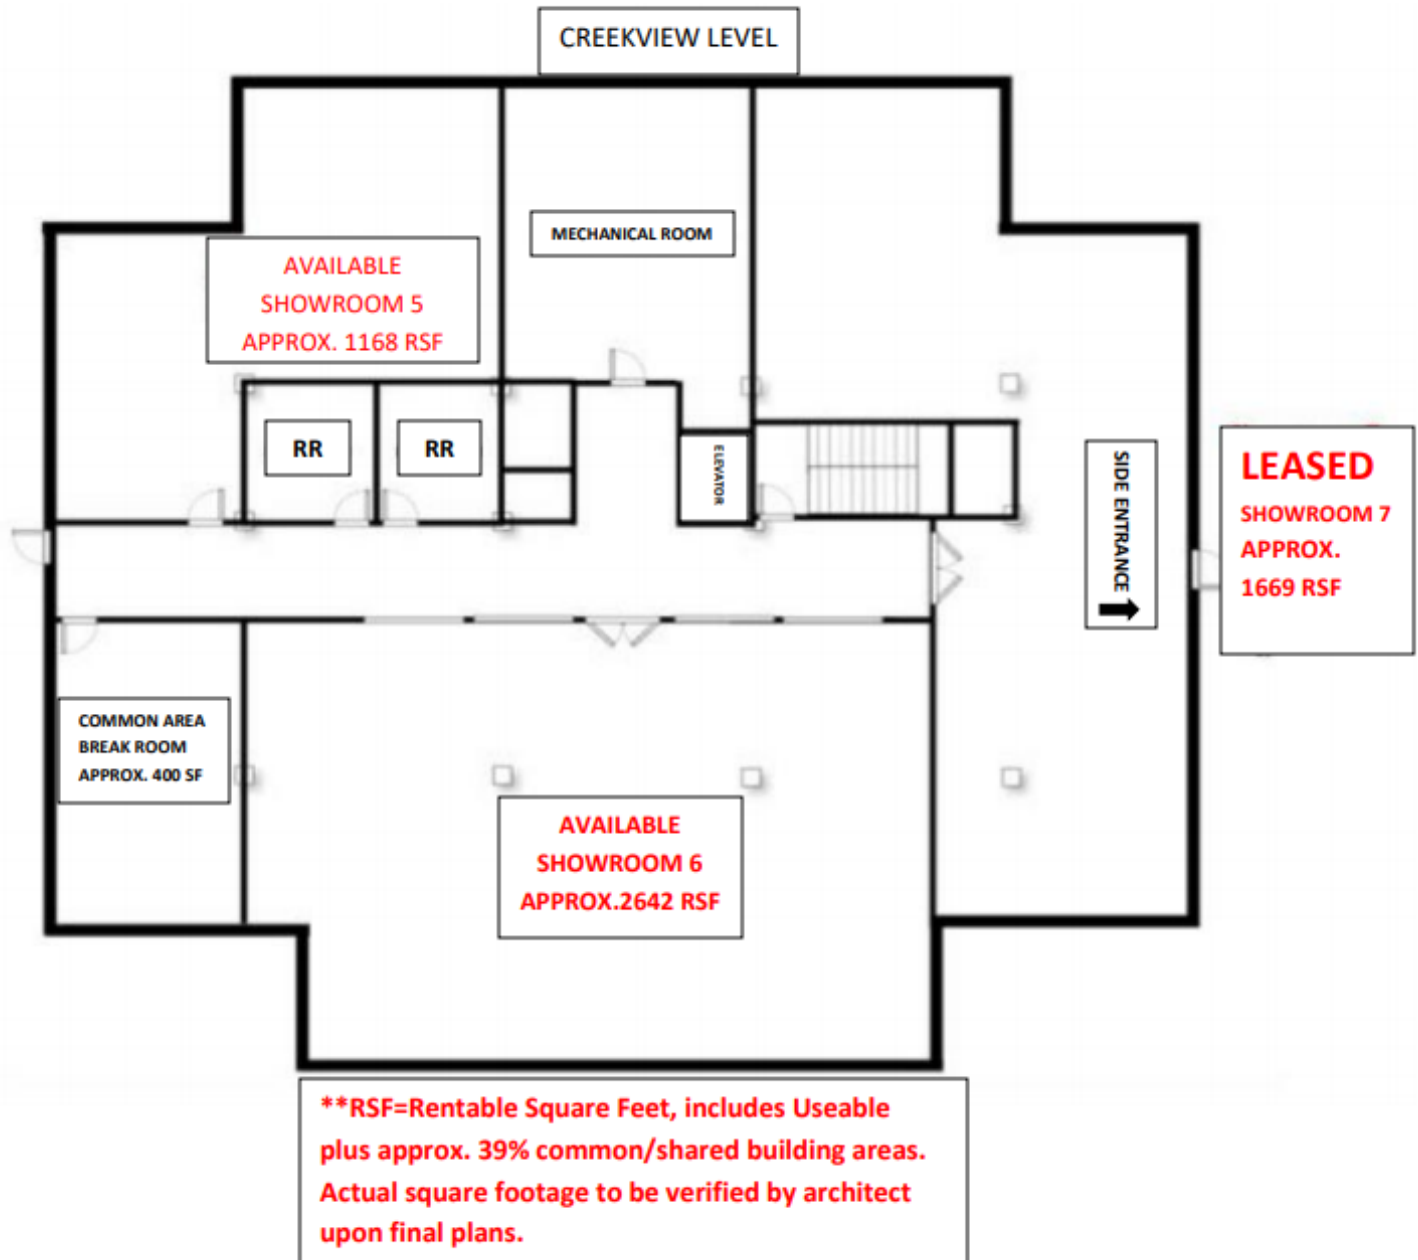 CREEKVIEW LEVEL
MECHANICAL ROOM
AVAILABLE
SHOWROOM 5
APPROX. 1168 RSF
RR
RR
ELEVATOR
SIDE ENTRANCE
LEASED
SHOWROOM 7
APPROX.
1669 RSF
COMMON AREA
BREAK ROOM
APPROX. 400 SF
AVAILABLE
SHOWROOM 6
APPROX.2642 RSF
**RSF=Rentable Square Feet, includes Useable
plus approx. 39% common/shared building areas.
Actual square footage to be verified by architect
upon final plans.